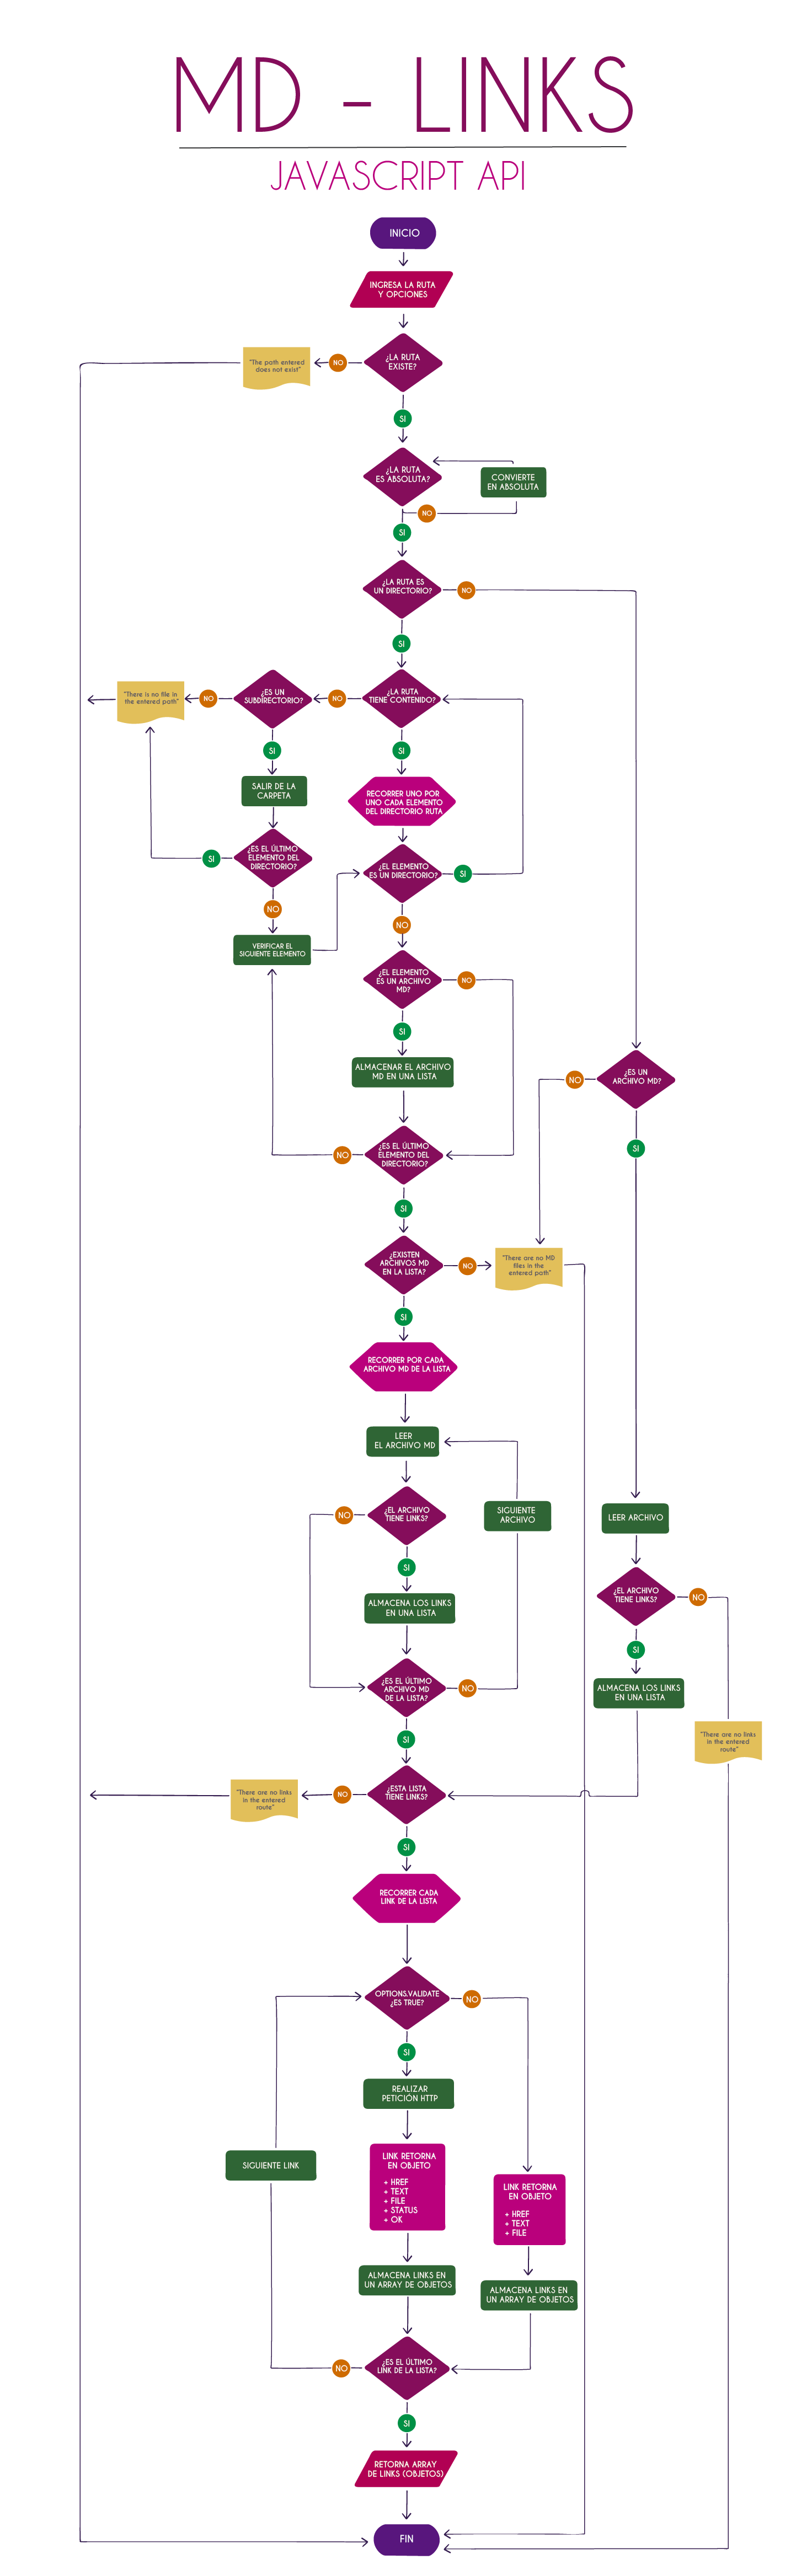 MD - LINKS
JAVASCRIPT API
INICIO
INGRESA LA RUTA
Y OPCIONES
¿LA RUTA
EXISTE?
NO
"The path entered
does not exist"
SI
¿LA RUTA
ES ABSOLUTA?
CONVIERTE
EN ABSOLUTA
NO
SI
¿LA RUTA ES
UN DIRECTORIO?
NO
SI
¿LA RUTA
TIENE CONTENIDO?
NO
¿ES UN
SUBDIRECTORIO?
NO
"There is no file in
the entered path"
SI
SI
SALIR DE LA
CARPETA
RECORRER UNO POR
UNO CADA ELEMENTO
DEL DIRECTORIO RUTA
¿ES EL ÚLTIMO
ELEMENTO DEL
DIRECTORIO?
SI
¿EL ELEMENTO
ES UN DIRECTORIO?
SI
NO
NO
VERIFICAR EL
SIGUIENTE ELEMENTO
¿EL ELEMENTO
ES UN ARCHIVO
MD?
NO
SI
ALMACENAR EL ARCHIVO
MD EN UNA LISTA
¿ES UN
ARCHIVO MD?
NO
SI
¿ES EL ÚLTIMO
ELEMENTO DEL
DIRECTORIO?
NO
SI
¿EXISTEN
ARCHIVOS MD
EN LA LISTA?
NO
"There are no MD
files in the
entered path"
SI
RECORRER POR CADA
ARCHIVO MD DE LA LISTA
LEER
EL ARCHIVO MD
¿EL ARCHIVO
TIENE LINKS?
NO
SIGUIENTE
ARCHIVO
LEER ARCHIVO
SI
ALMACENA LOS LINKS
EN UNA LISTA
¿EL ARCHIVO
TIENE LINKS?
NO
SI
ALMACENA LOS LINKS
EN UNA LISTA
¿ES EL ÚLTIMO
ARCHIVO MD
DE LA LISTA?
NO
SI
"There are no links
in the entered
route"
¿ESTA LISTA
TIENE LINKS?
NO
"There are no links
in the entered
route"
SI
RECORRER CADA
LINK DE LA LISTA
OPTIONS.VALIDATE
¿ES TRUE?
NO
SI
REALIZAR
PETICIÓN HTTP
SIGUIENTE LINK
LINK RETORNA
EN OBJETO
+ HREF
+ TEXT
+ FILE
+ STATUS
+ OK
LINK RETORNA
EN OBJETO
+ HREF
+ TEXT
+ FILE
ALMACENA LINKS EN
UN ARRAY DE OBJETOS
ALMACENA LINKS EN
UN ARRAY DE OBJETOS
¿ES EL ÚLTIMO
LINK DE LA LISTA?
NO
SI
RETORNA ARRAY
DE LINKS (OBJETOS)
FIN